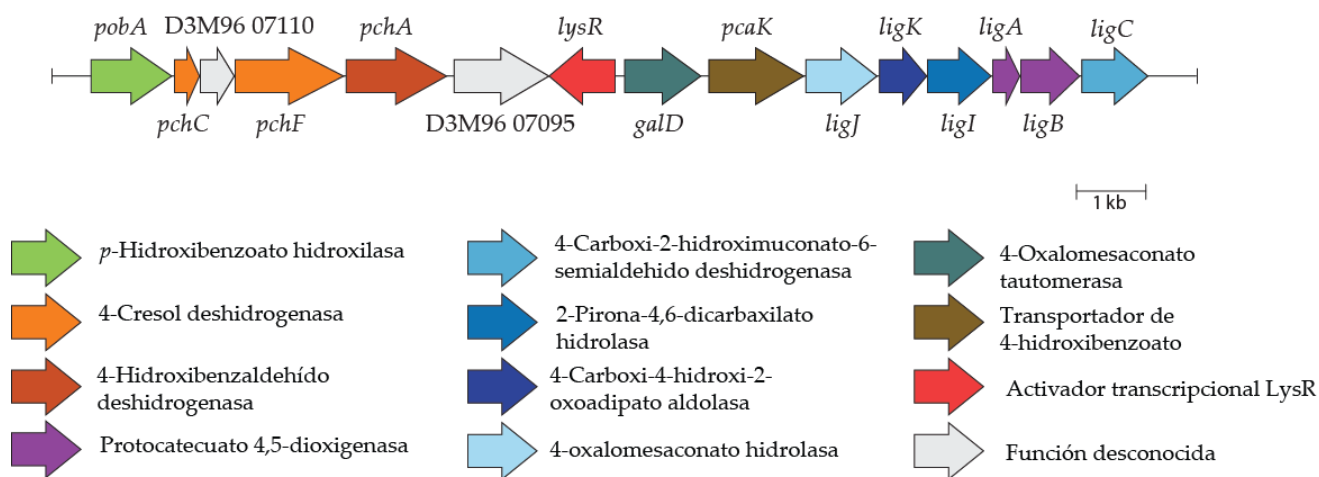 pobA D3M96 07110 pchA lysR pcaK ligK ligA ligC
pchC pchF D3M96 07095 galD ligJ ligI ligB
1 kb
p-Hidroxibenzoato hidroxilasa
4-Cresol deshidrogenasa
4-Hidroxibenzaldehído
deshidrogenasa
Protocatecuato 4,5-dioxigenasa
4-Carboxi-2-hidroximuconato-6-
semialdehido deshidrogenasa
2-Pirona-4,6-dicarbaxilato
hidrolasa
4-Carboxi-4-hidroxi-2-
oxoadipato aldolasa
4-oxalomesaconato hidrolasa
4-Oxalomesaconato
tautomerasa
Transportador de
4-hidroxibenzoato
Activador transcripcional LysR
Función desconocida